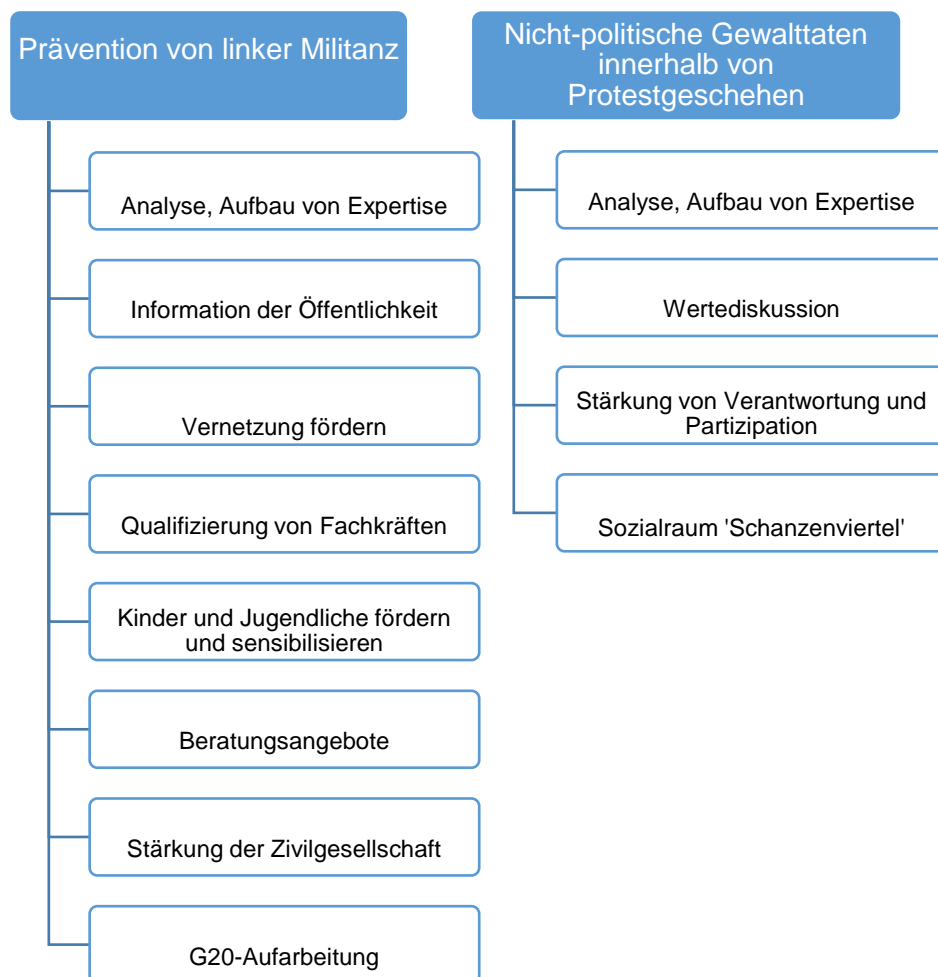 Prävention von linker Militanz
Analyse, Aufbau von Expertise
Information der Öffentlichkeit
Vernetzung fördern
Qualifizierung von Fachkräften
Kinder und Jugendliche fördern
und sensibilisieren
Beratungsangebote
Stärkung der Zivilgesellschaft
G20-Aufarbeitung
Nicht-politische Gewalttaten
innerhalb von
Protestgeschehen
Analyse, Aufbau von Expertise
Wertediskussion
Stärkung von Verantwortung und
Partizipation
Sozialraum 'Schanzenviertel'